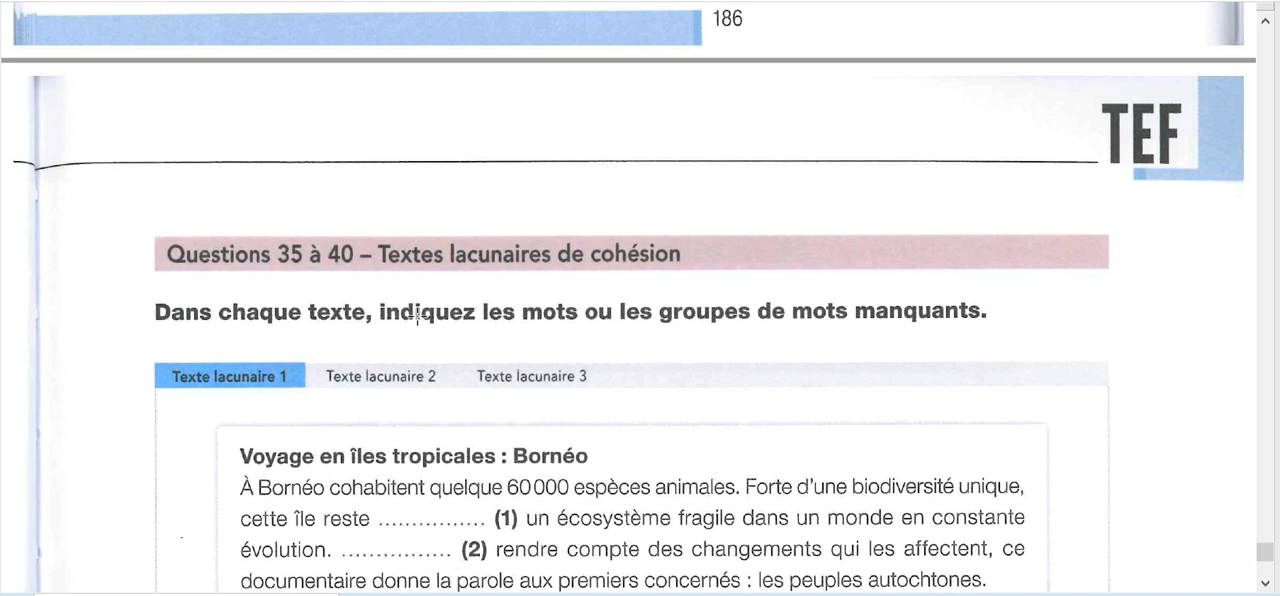 186
TEF
Questions 35 à 40 – Textes lacunaires de cohésion
Dans chaque texte, indiquez les mots ou les groupes de mots manquants.
Texte lacunaire 1 Texte lacunaire 2 Texte lacunaire 3
Voyage en îles tropicales : Bornéo
À Bornéo cohabitent quelque 60 000 espèces animales. Forte d'une biodiversité unique,
cette île reste ................ (1) un écosystème fragile dans un monde en constante
évolution. ................ (2) rendre compte des changements qui les affectent, ce
documentaire donne la parole aux premiers concernés : les peuples autochtones.